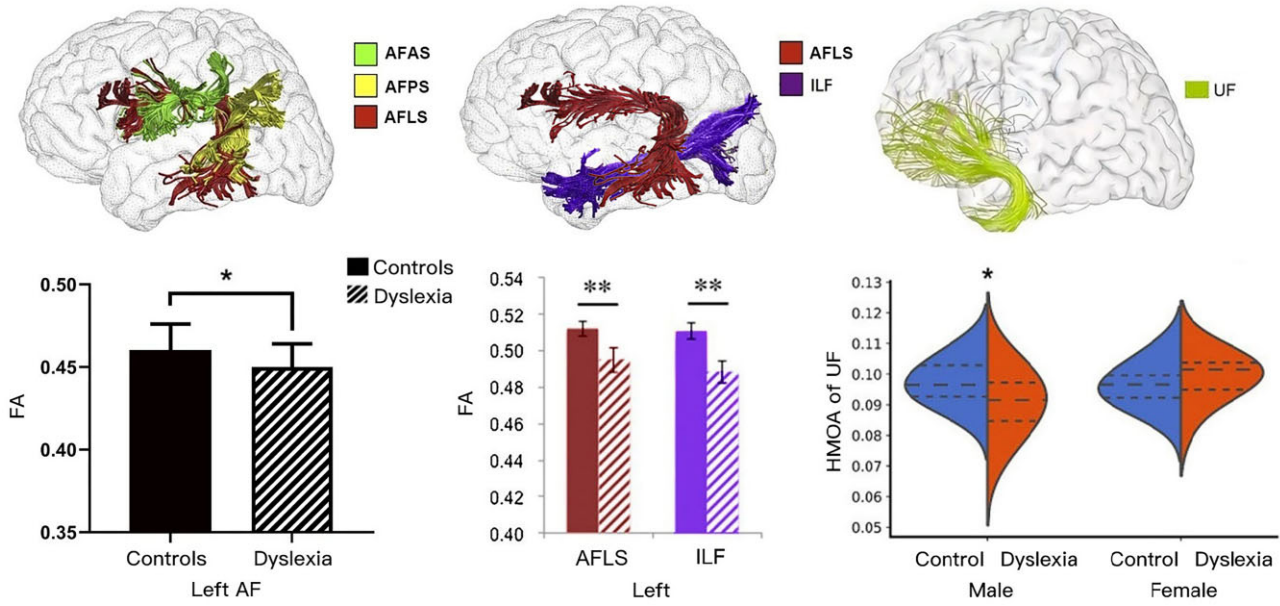 AFAS
AFPS
AFLS
AFLS
ILF
UF
*
Controls
Dyslexia
0.50
0.45
0.40
0.35
FA
Controls Dyslexia
Left AF
0.54
0.52
0.50
0.48
0.46
0.44
0.42
0.40
FA
** **
AFLS ILF
Left
*
0.13
0.12
0.11
0.10
0.09
0.08
0.07
0.06
0.05
HMOA of UF
Control Dyslexia Control Dyslexia
Male Female